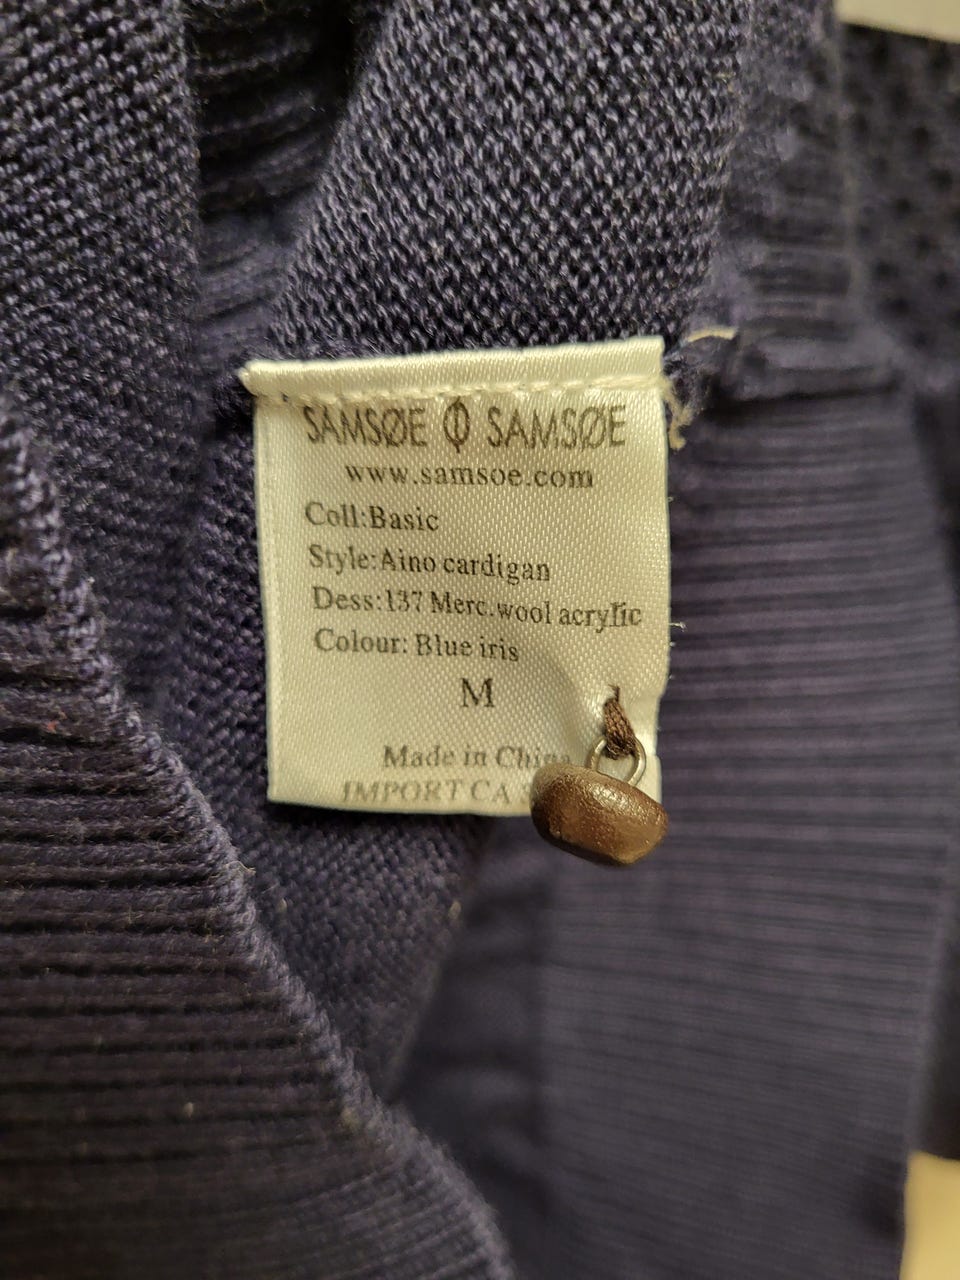 SAMSØE SAMSØE
www.samsoe.com
Coll:Basic
Style:Aino cardigan
Dess:137 Merc.wool acrylic
Colour: Blue iris
M
Made in China
IMPORT CA